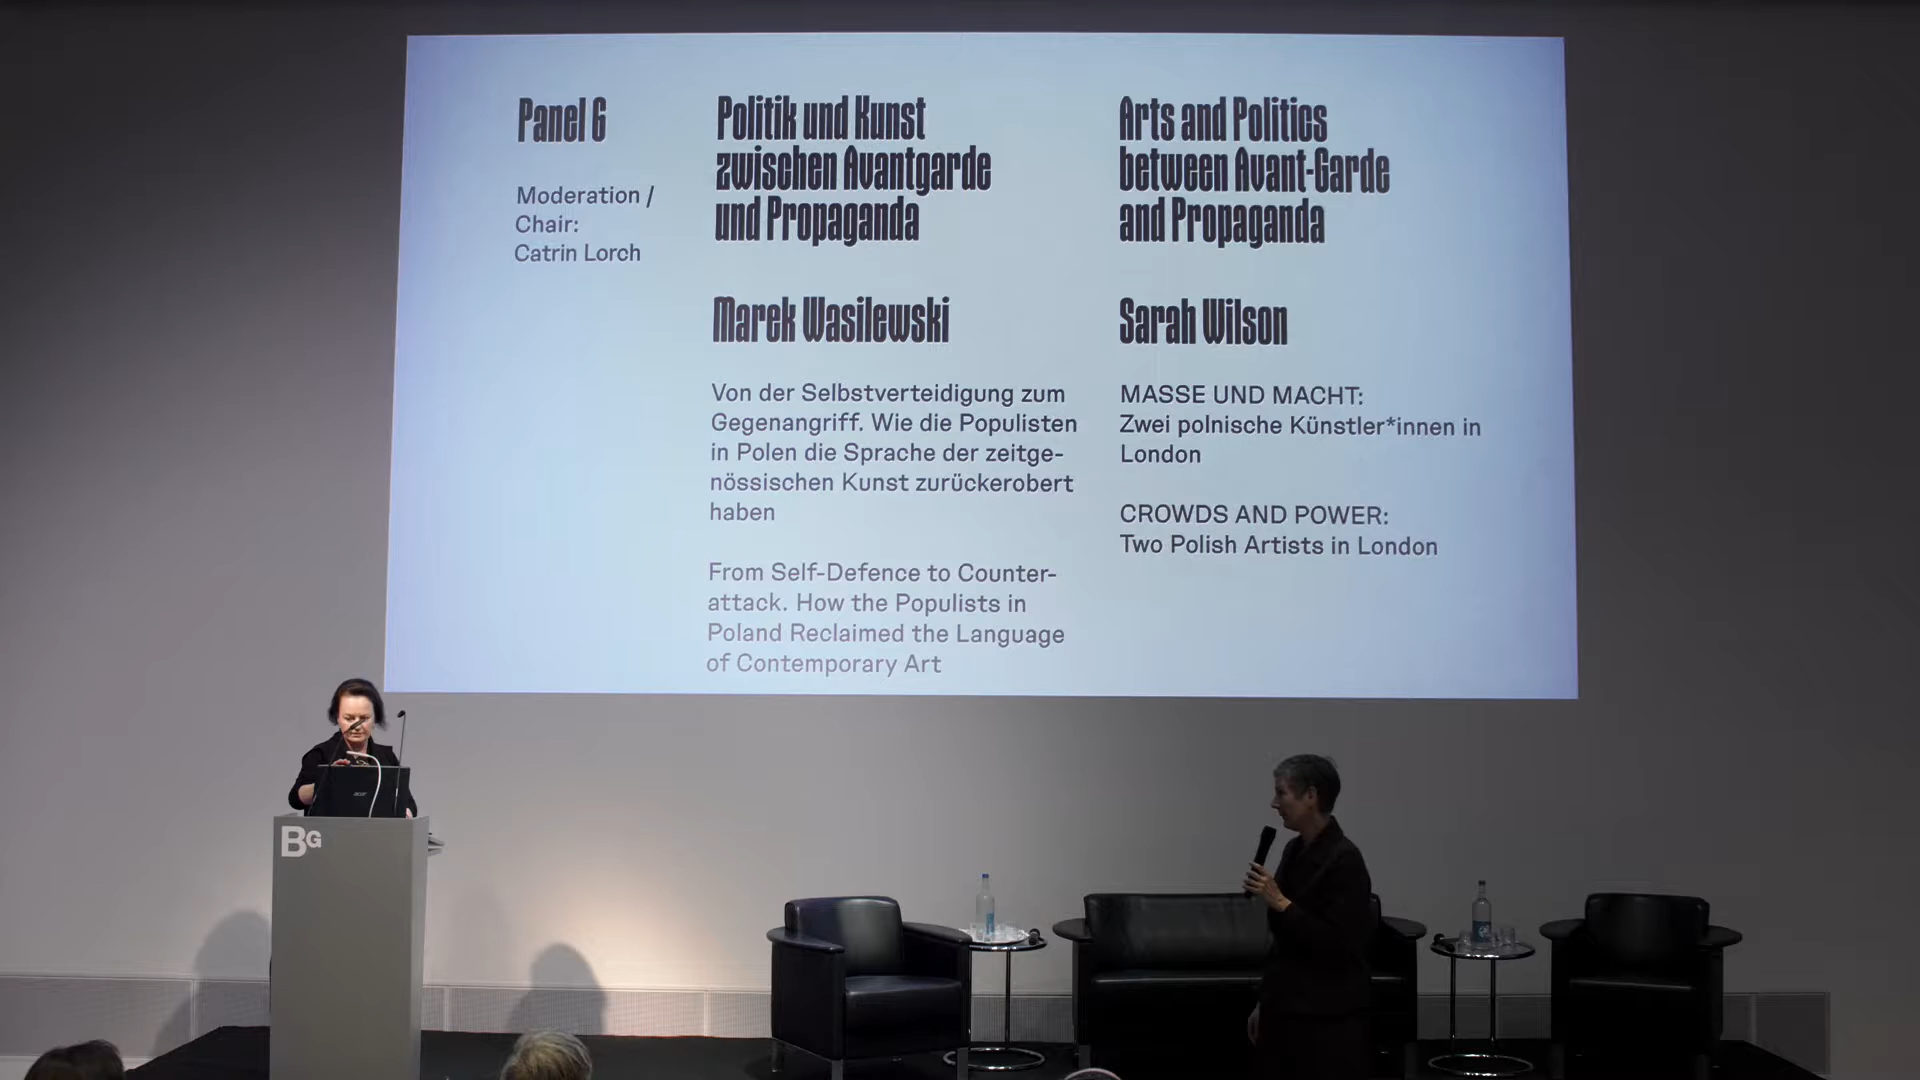 Panel 6
Moderation /
Chair:
Catrin Lorch
Politik und Kunst
zwischen Avantgarde
und Propaganda
Marek Wasilewski
Von der Selbstverteidigung zum
Gegenangriff. Wie die Populisten
in Polen die Sprache der zeitge-
nössischen Kunst zurückerobert
haben
From Self-Defence to Counter-
attack. How the Populists in
Poland Reclaimed the Language
of Contemporary Art
Arts and Politics
between Avant-Garde
and Propaganda
Sarah Wilson
MASSE UND MACHT:
Zwei polnische Künstler*innen in
London
CROWDS AND POWER:
Two Polish Artists in London
acer
BG